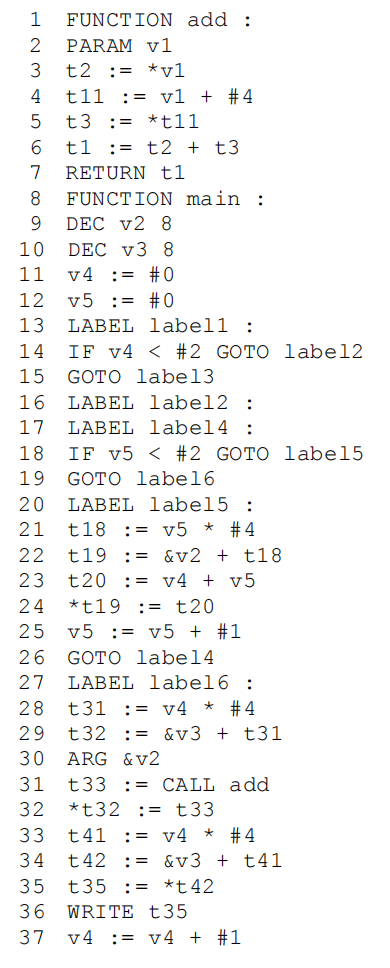 1 FUNCTION add :
2 PARAM v1
3 t2 := *v1
4 t11 := v1 + #4
5 t3 := *t11
6 t1 := t2 + t3
7 RETURN t1
8 FUNCTION main :
9 DEC v2 8
10 DEC v3 8
11 v4 := #0
12 v5 := #0
13 LABEL label1 :
14 IF v4 < #2 GOTO label2
15 GOTO label3
16 LABEL label2 :
17 LABEL label4 :
18 IF v5 < #2 GOTO label5
19 GOTO label6
20 LABEL label5 :
21 t18 := v5 * #4
22 t19 := &v2 + t18
23 t20 := v4 + v5
24 *t19 := t20
25 v5 := v5 + #1
26 GOTO label4
27 LABEL label6 :
28 t31 := v4 * #4
29 t32 := &v3 + t31
30 ARG &v2
31 t33 := CALL add
32 *t32 := t33
33 t41 := v4 * #4
34 t42 := &v3 + t41
35 t35 := *t42
36 WRITE t35
37 v4 := v4 + #1